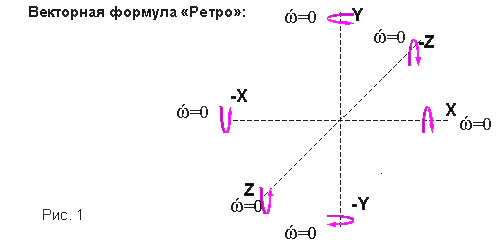 Векторная формула «Ретро»:
ώ=0 Y
ώ=0 -Z
-X
ώ=0
X
ώ=0
Z
ώ=0
-Y
Рис. 1
ώ=0